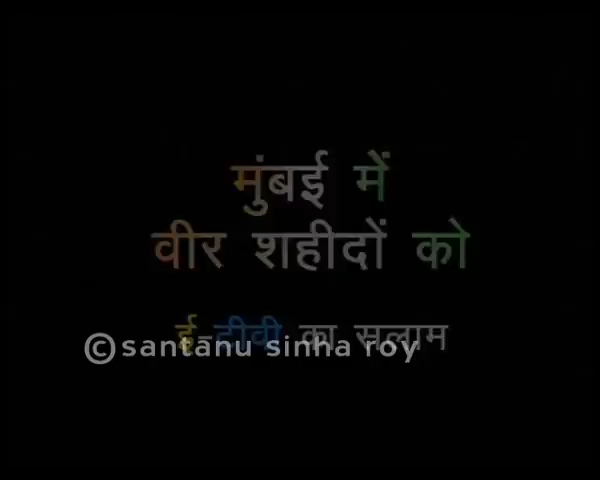 मुंबई में
वीर शहीदों को
ई-टीवी का सलाम
©santanu sinha roy